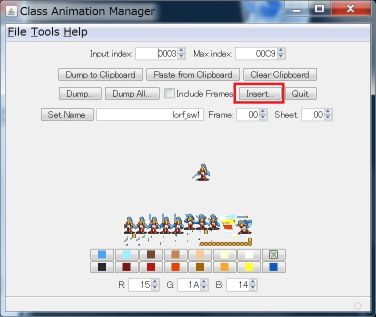 Class Animation Manager
File Tools Help
Input index: 0003 Max index: 00C9
Dump to Clipboard Paste from Clipboard Clear Clipboard
Dump... Dump All... Include Frames Insert... Quit
Set Name lorf_sw1 Frame: 00 Sheet: 00
R: 15 G: 1A B: 14